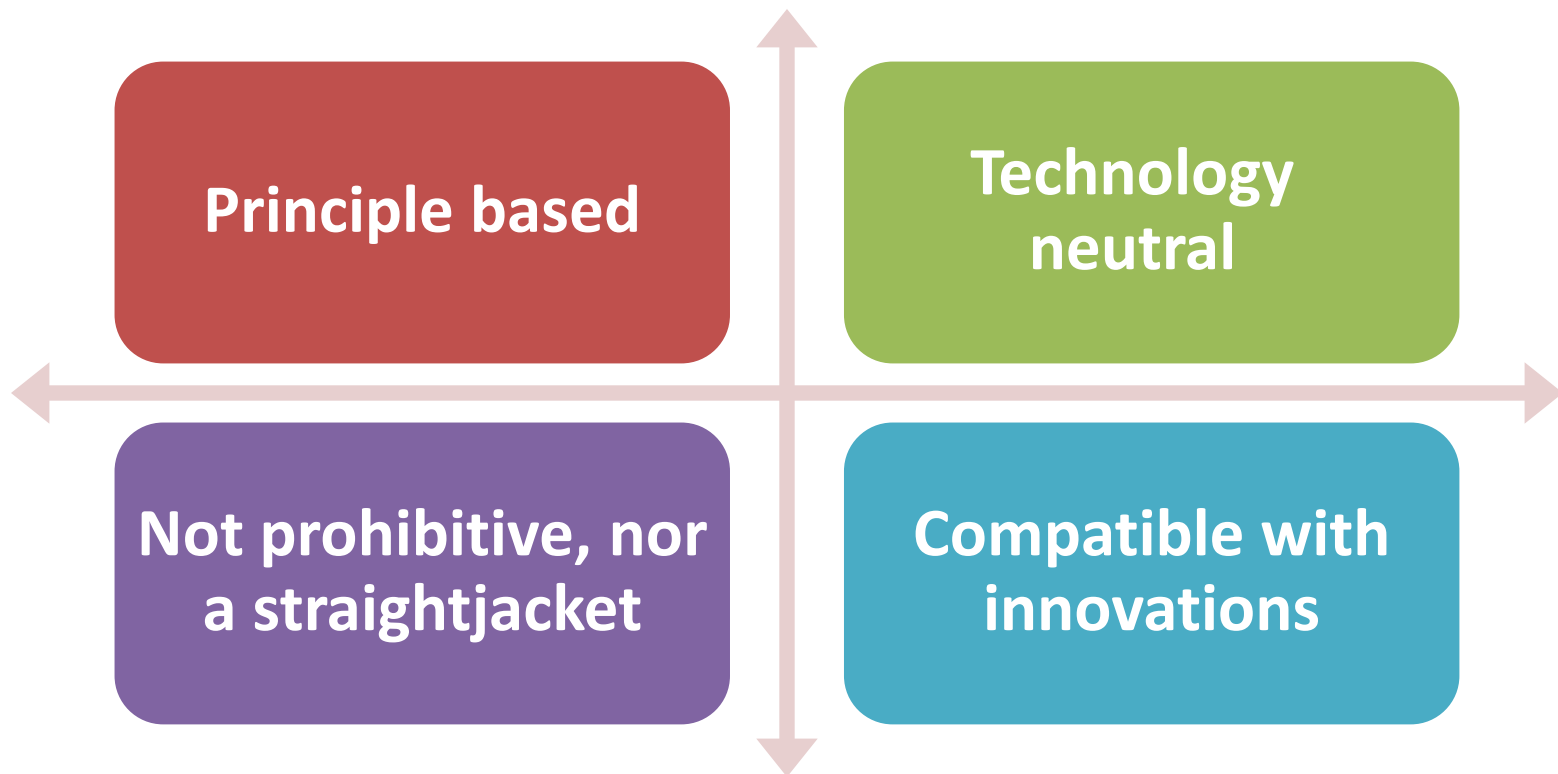 Principle based
Technology
neutral
Not prohibitive, nor
a straightjacket
Compatible with
innovations